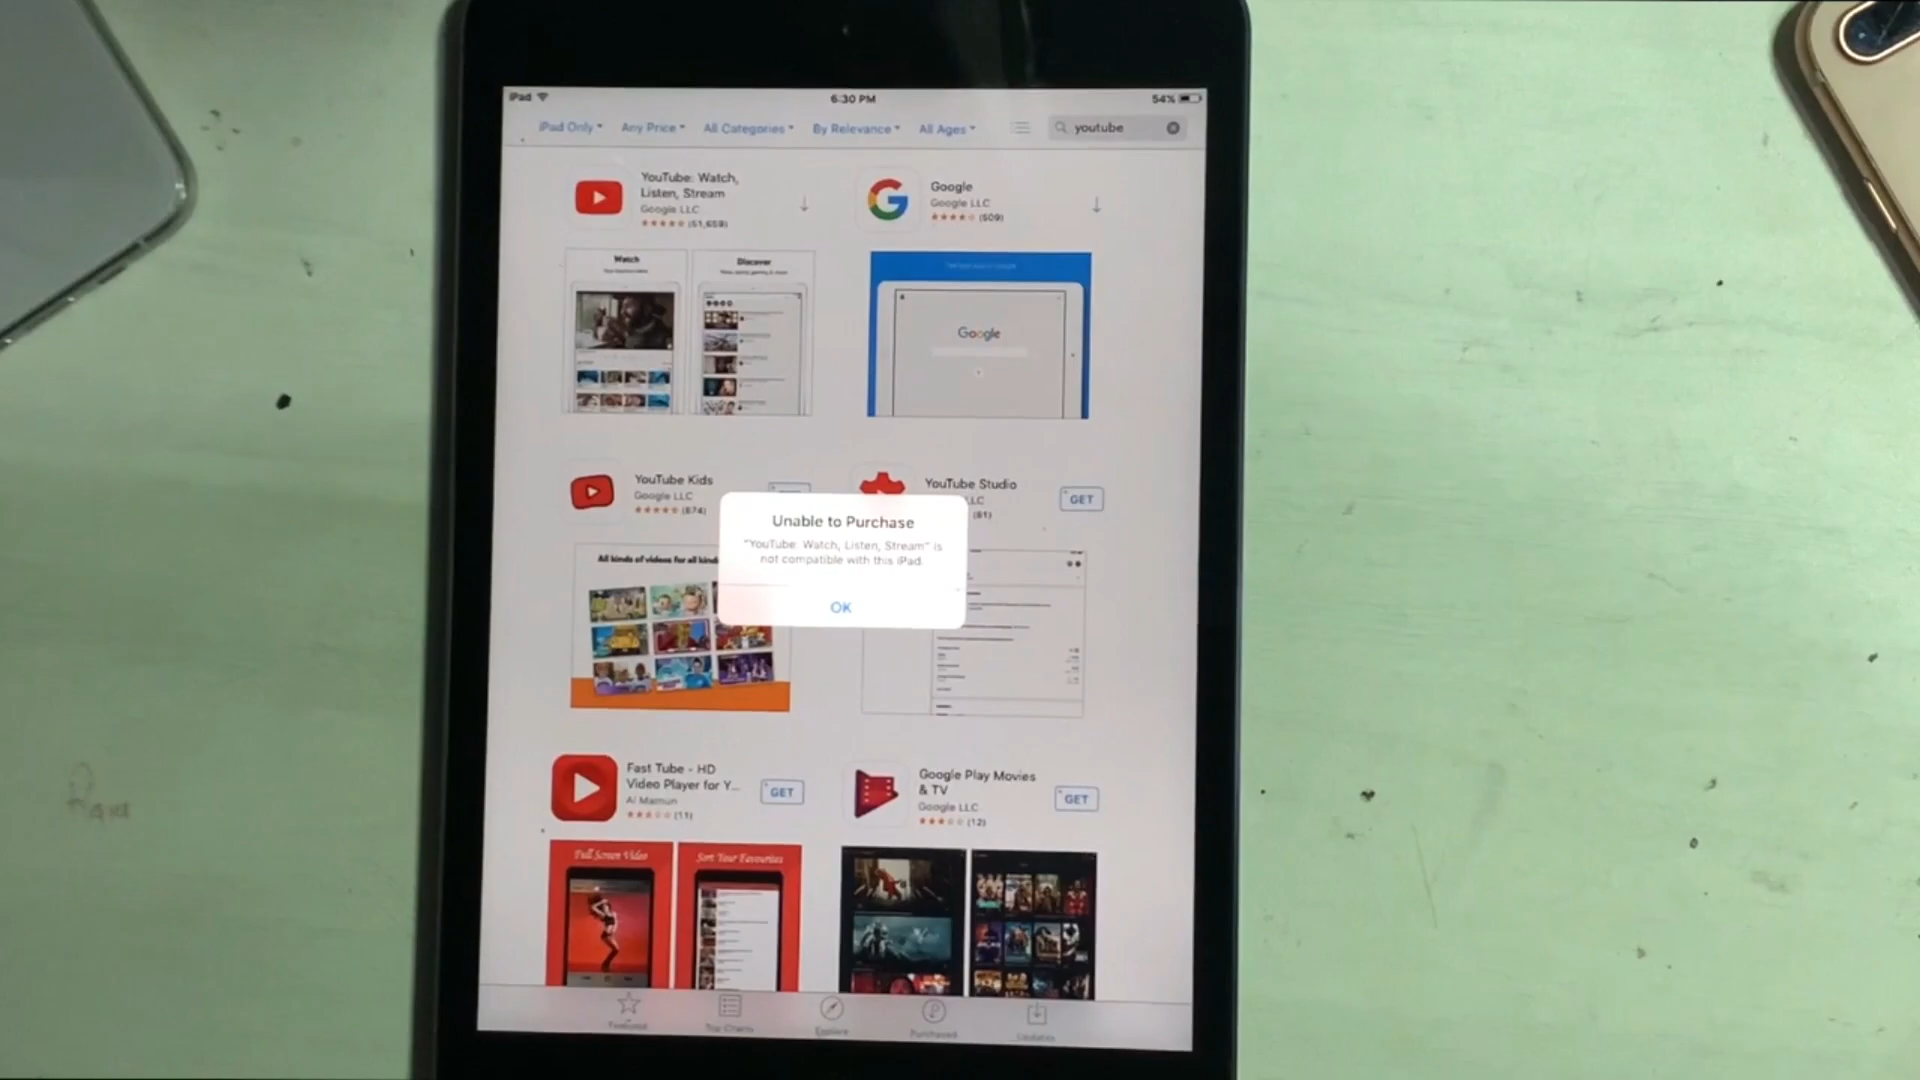 iPad
6:30 PM
54%
iPad Only
Any Price
All Categories
By Relevance
All Ages
youtube
YouTube: Watch,
Listen, Stream
Google LLC
(51,659)
Google
Google LLC
(509)
Watch
Discover
Google
YouTube Kids
Google LLC
(874)
YouTube Studio
LLC
(81)
GET
Unable to Purchase
"YouTube: Watch, Listen, Stream" is
not compatible with this iPad.
OK
All kinds of videos for all kind
Fast Tube - HD
Video Player for Y...
Al Mamun
(11)
GET
Google Play Movies
& TV
Google LLC
(12)
GET
Full Screen Video
Sort Your Favourites
Featured
Top Charts
Explore
Purchased
Updates